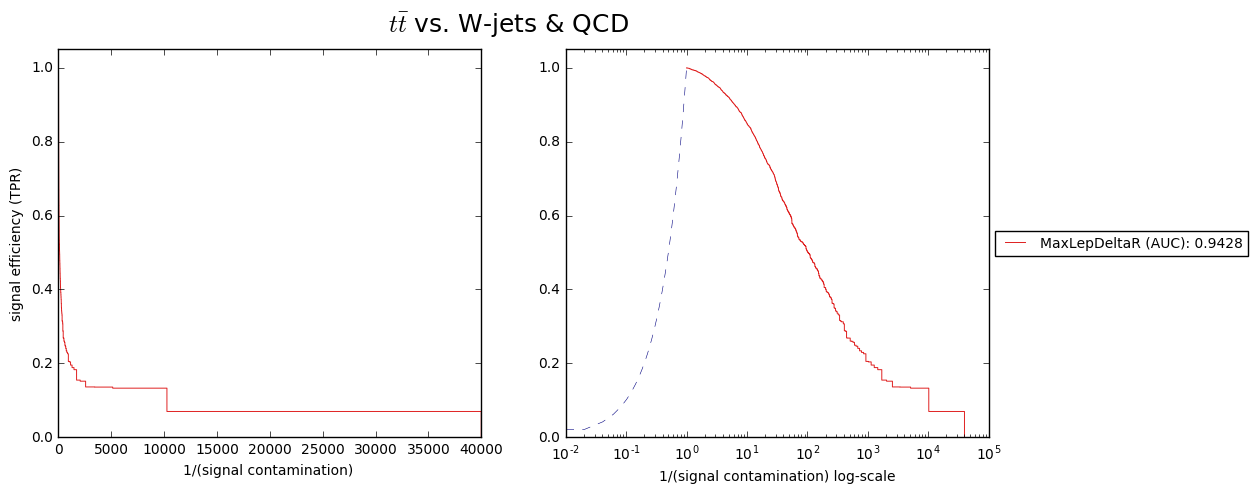 $t\bar{t}$ vs. W-jets & QCD
signal efficiency (TPR)
1.0
0.8
0.6
0.4
0.2
0.0
0 5000 10000 15000 20000 25000 30000 35000 40000
1/(signal contamination)
1.0
0.8
0.6
0.4
0.2
0.0
10^{-2} 10^{-1} 10^{0} 10^{1} 10^{2} 10^{3} 10^{4} 10^{5}
1/(signal contamination) log-scale
MaxLepDeltaR (AUC): 0.9428